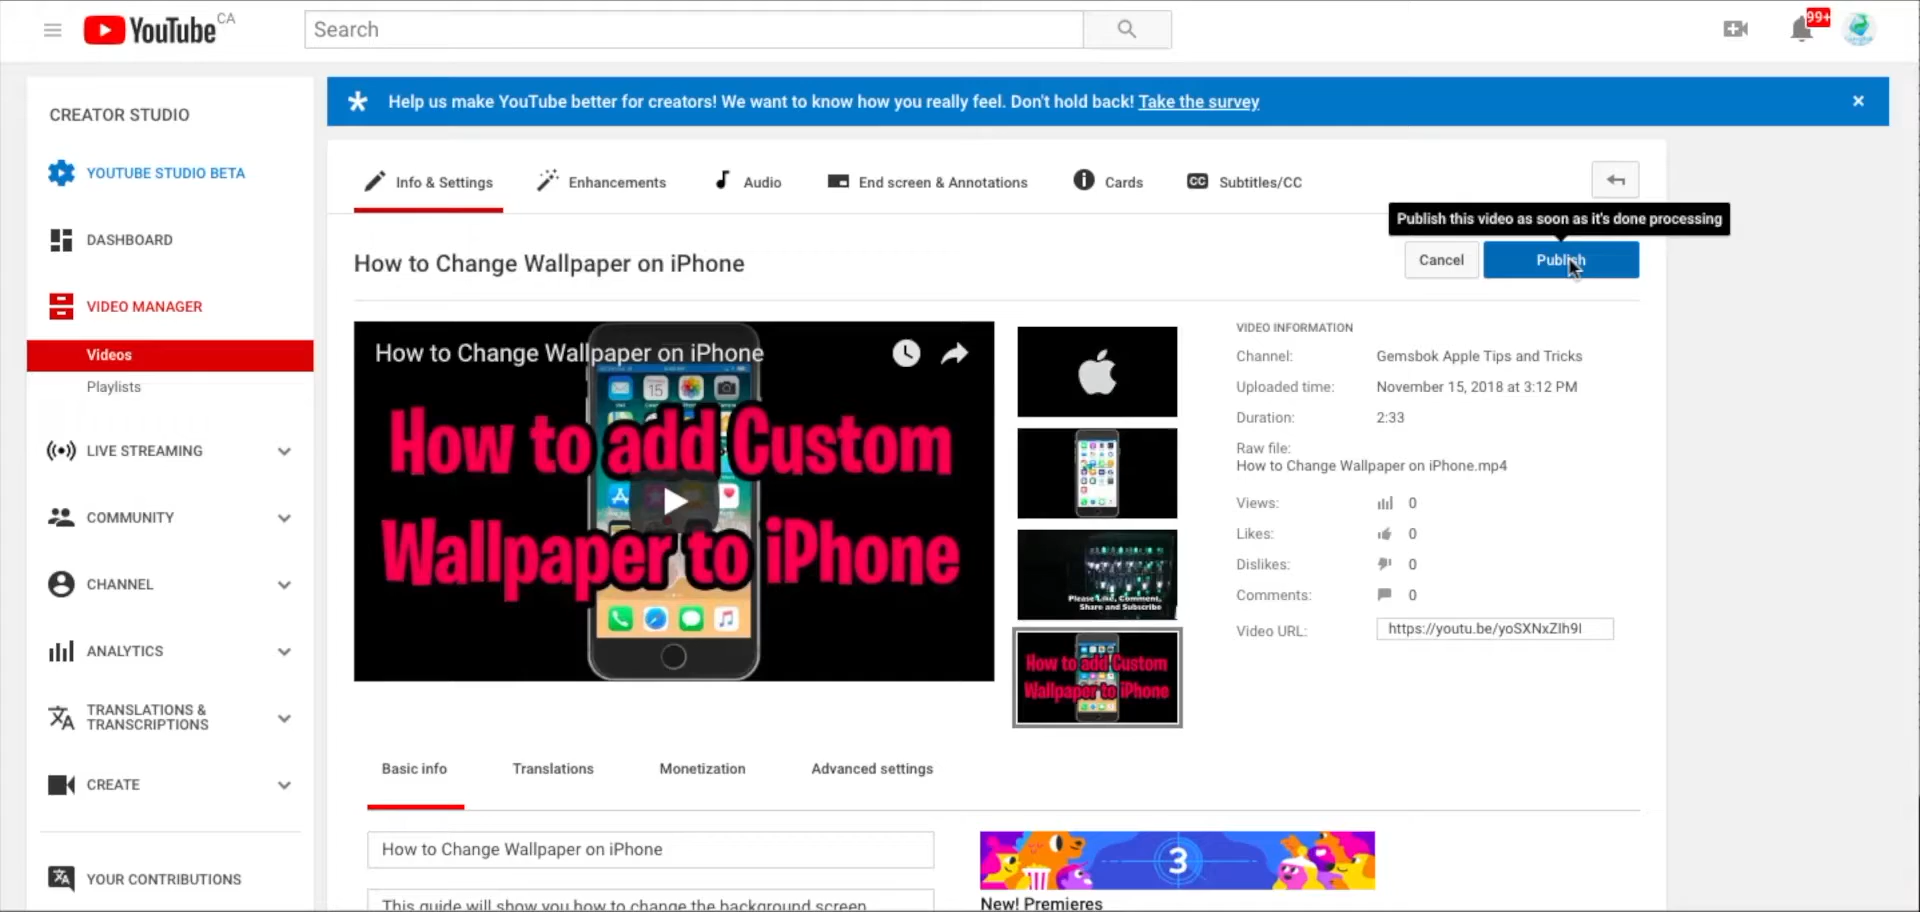 YouTube CA
Search
99+
CREATOR STUDIO
YOUTUBE STUDIO BETA
DASHBOARD
VIDEO MANAGER
Videos
Playlists
LIVE STREAMING
COMMUNITY
CHANNEL
ANALYTICS
TRANSLATIONS &
TRANSCRIPTIONS
CREATE
YOUR CONTRIBUTIONS
Help us make YouTube better for creators! We want to know how you really feel. Don't hold back! Take the survey
Info & Settings
Enhancements
Audio
End screen & Annotations
Cards
CC Subtitles/CC
Publish this video as soon as it's done processing
How to Change Wallpaper on iPhone
Cancel
Publish
How to Change Wallpaper on iPhone
15
How to add Custom
Wallpaper to iPhone
Please Like, Comment,
Share and Subscribe
How to add Custom
Wallpaper to iPhone
VIDEO INFORMATION
Channel: Gemsbok Apple Tips and Tricks
Uploaded time: November 15, 2018 at 3:12 PM
Duration: 2:33
Raw file:
How to Change Wallpaper on iPhone.mp4
Views: 0
Likes: 0
Dislikes: 0
Comments: 0
Video URL: https://youtu.be/yoSXNxZIh9I
Basic info
Translations
Monetization
Advanced settings
How to Change Wallpaper on iPhone
This guide will show you how to change the background screen
3
New! Premieres